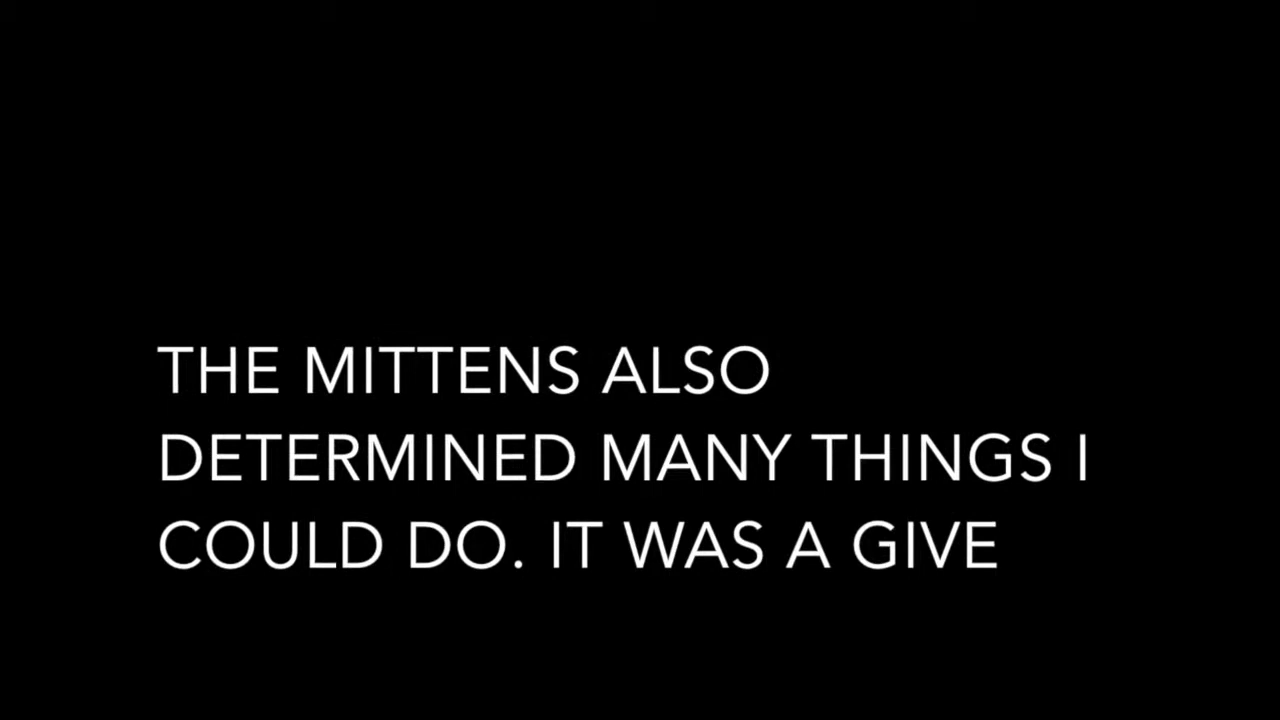 THE MITTENS ALSO
DETERMINED MANY THINGS I
COULD DO. IT WAS A GIVE